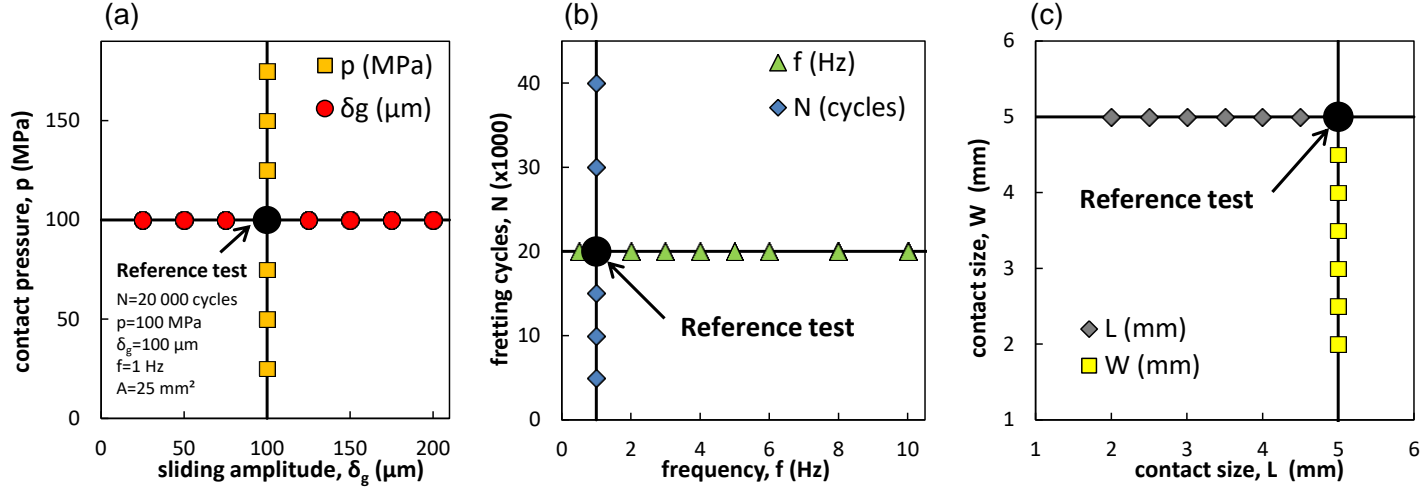 (a)
p (MPa)
δg (μm)
contact pressure, p (MPa)
150
100
50
0
Reference test
N=20 000 cycles
p=100 MPa
δg=100 μm
f=1 Hz
A=25 mm²
0 50 100 150 200
sliding amplitude, δg (μm)
(b)
f (Hz)
N (cycles)
fretting cycles, N (x1000)
40
30
20
10
0
Reference test
0 2 4 6 8 10
frequency, f (Hz)
(c)
contact size, W (mm)
6
5
4
3
2
1
Reference test
L (mm)
W (mm)
1 2 3 4 5 6
contact size, L (mm)